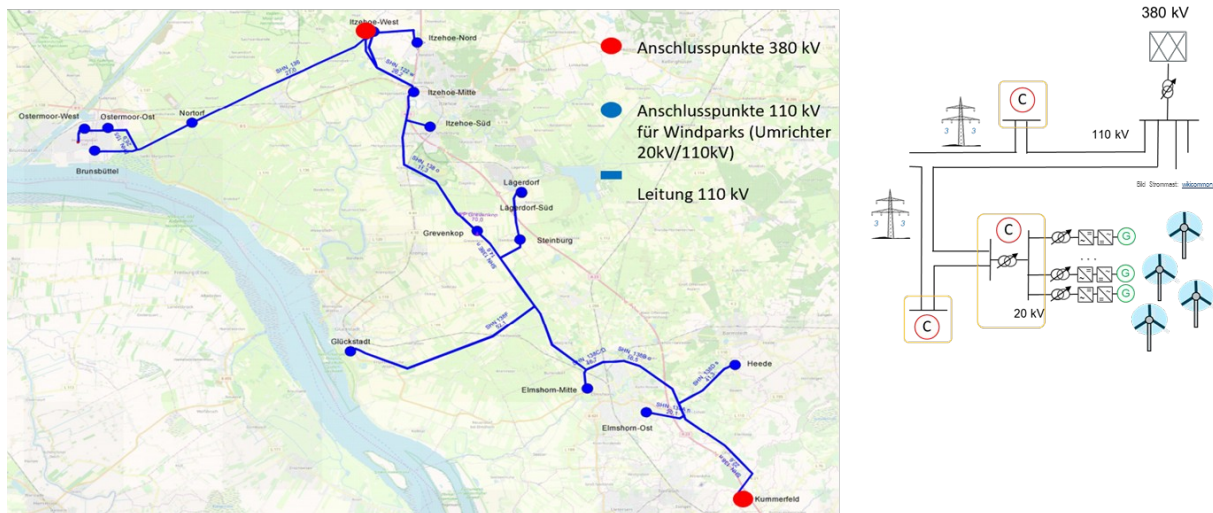 Itzehoe-West
Itzehoe-Nord
Itzehoe-Mitte
Itzehoe-Süd
Nortorf
Ostermoor-West
Ostermoor-Ost
Brunsbüttel
Lägerdorf
Lägerdorf-Süd
Grevenkop
Steinburg
Glückstadt
Elmshorn-Mitte
Heede
Elmshorn-Ost
Kummerfeld
Anschlusspunkte 380 kV
Anschlusspunkte 110 kV
für Windparks (Umrichter
20kV/110kV)
Leitung 110 kV
380 kV
C
3 3
110 kV
Bild Strommast:
3 3
C
G
...
G
G
20 kV
C